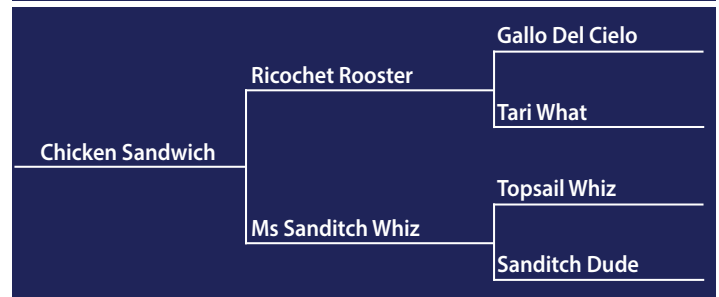 Gallo Del Cielo
Ricochet Rooster
Tari What
Chicken Sandwich
Topsail Whiz
Ms Sanditch Whiz
Sanditch Dude